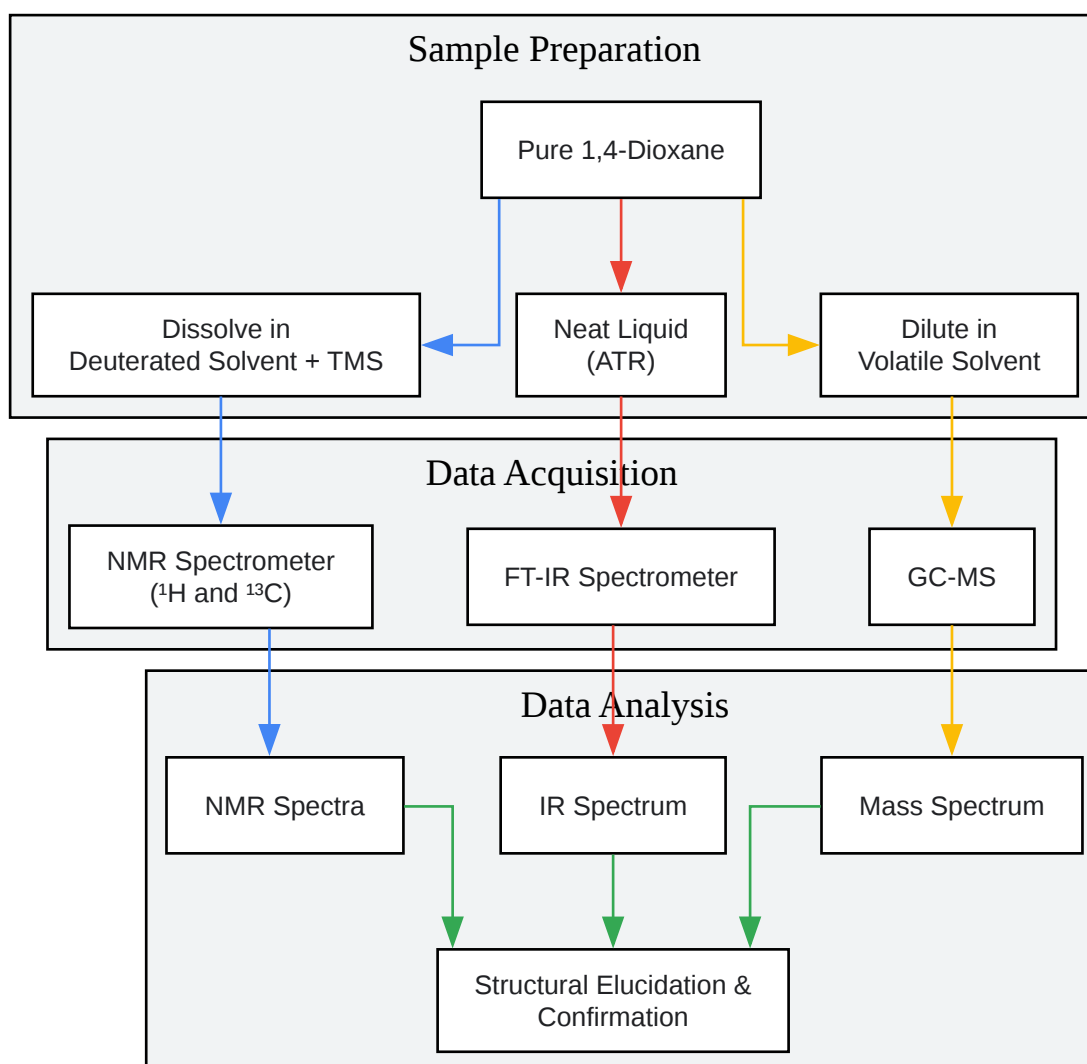 Sample Preparation
Pure 1,4-Dioxane
Dissolve in
Deuterated Solvent + TMS
Neat Liquid
(ATR)
Dilute in
Volatile Solvent
Data Acquisition
NMR Spectrometer
(¹H and ¹³C)
FT-IR Spectrometer
GC-MS
Data Analysis
NMR Spectra
IR Spectrum
Mass Spectrum
Structural Elucidation &
Confirmation